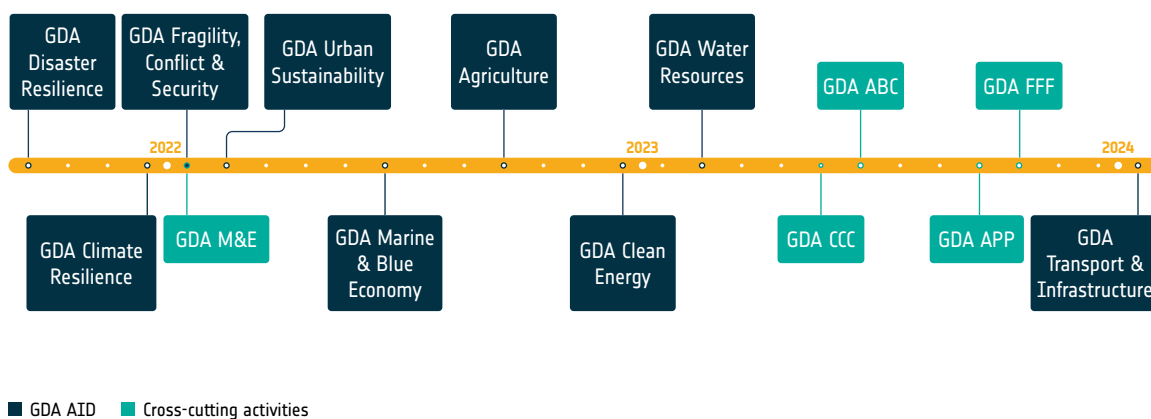 GDA
Disaster
Resilience
GDA Fragility,
Conflict &
Security
GDA Urban
Sustainability
GDA
Agriculture
GDA Water
Resources
GDA ABC
GDA FFF
2022
2023
2024
GDA Climate
Resilience
GDA M&E
GDA Marine
& Blue
Economy
GDA Clean
Energy
GDA CCC
GDA APP
GDA
Transport &
Infrastructure
GDA AID
Cross-cutting activities